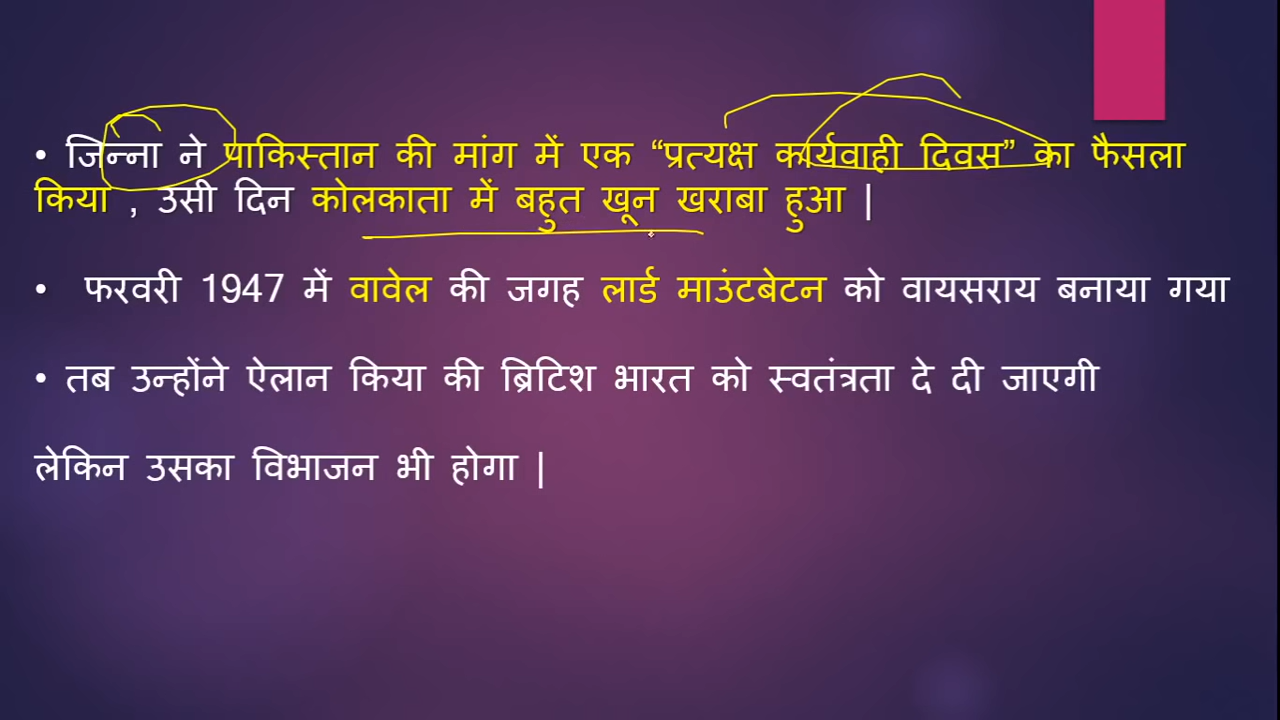 • जिन्ना ने पाकिस्तान की मांग में एक “प्रत्यक्ष कार्यवाही दिवस” का फैसला
किया , उसी दिन कोलकाता में बहुत खून खराबा हुआ |
• फरवरी 1947 में वावेल की जगह लार्ड माउंटबेटन को वायसराय बनाया गया
• तब उन्होंने ऐलान किया की ब्रिटिश भारत को स्वतंत्रता दे दी जाएगी
लेकिन उसका विभाजन भी होगा |